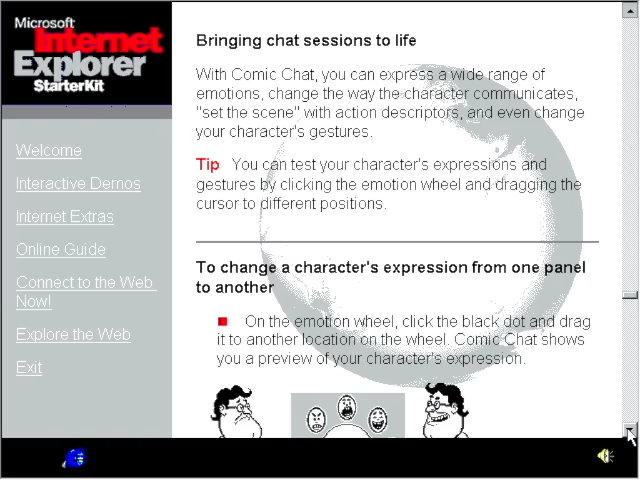 Microsoft
Internet
Explorer
StarterKit
Welcome
Interactive Demos
Internet Extras
Online Guide
Connect to the Web
Now!
Explore the Web
Exit
Bringing chat sessions to life
With Comic Chat, you can express a wide range of
emotions, change the way the character communicates,
"set the scene" with action descriptors, and even change
your character's gestures.
Tip You can test your character's expressions and
gestures by clicking the emotion wheel and dragging the
cursor to different positions.
To change a character's expression from one panel
to another
On the emotion wheel, click the black dot and drag
it to another location on the wheel. Comic Chat shows
you a preview of your character's expression.